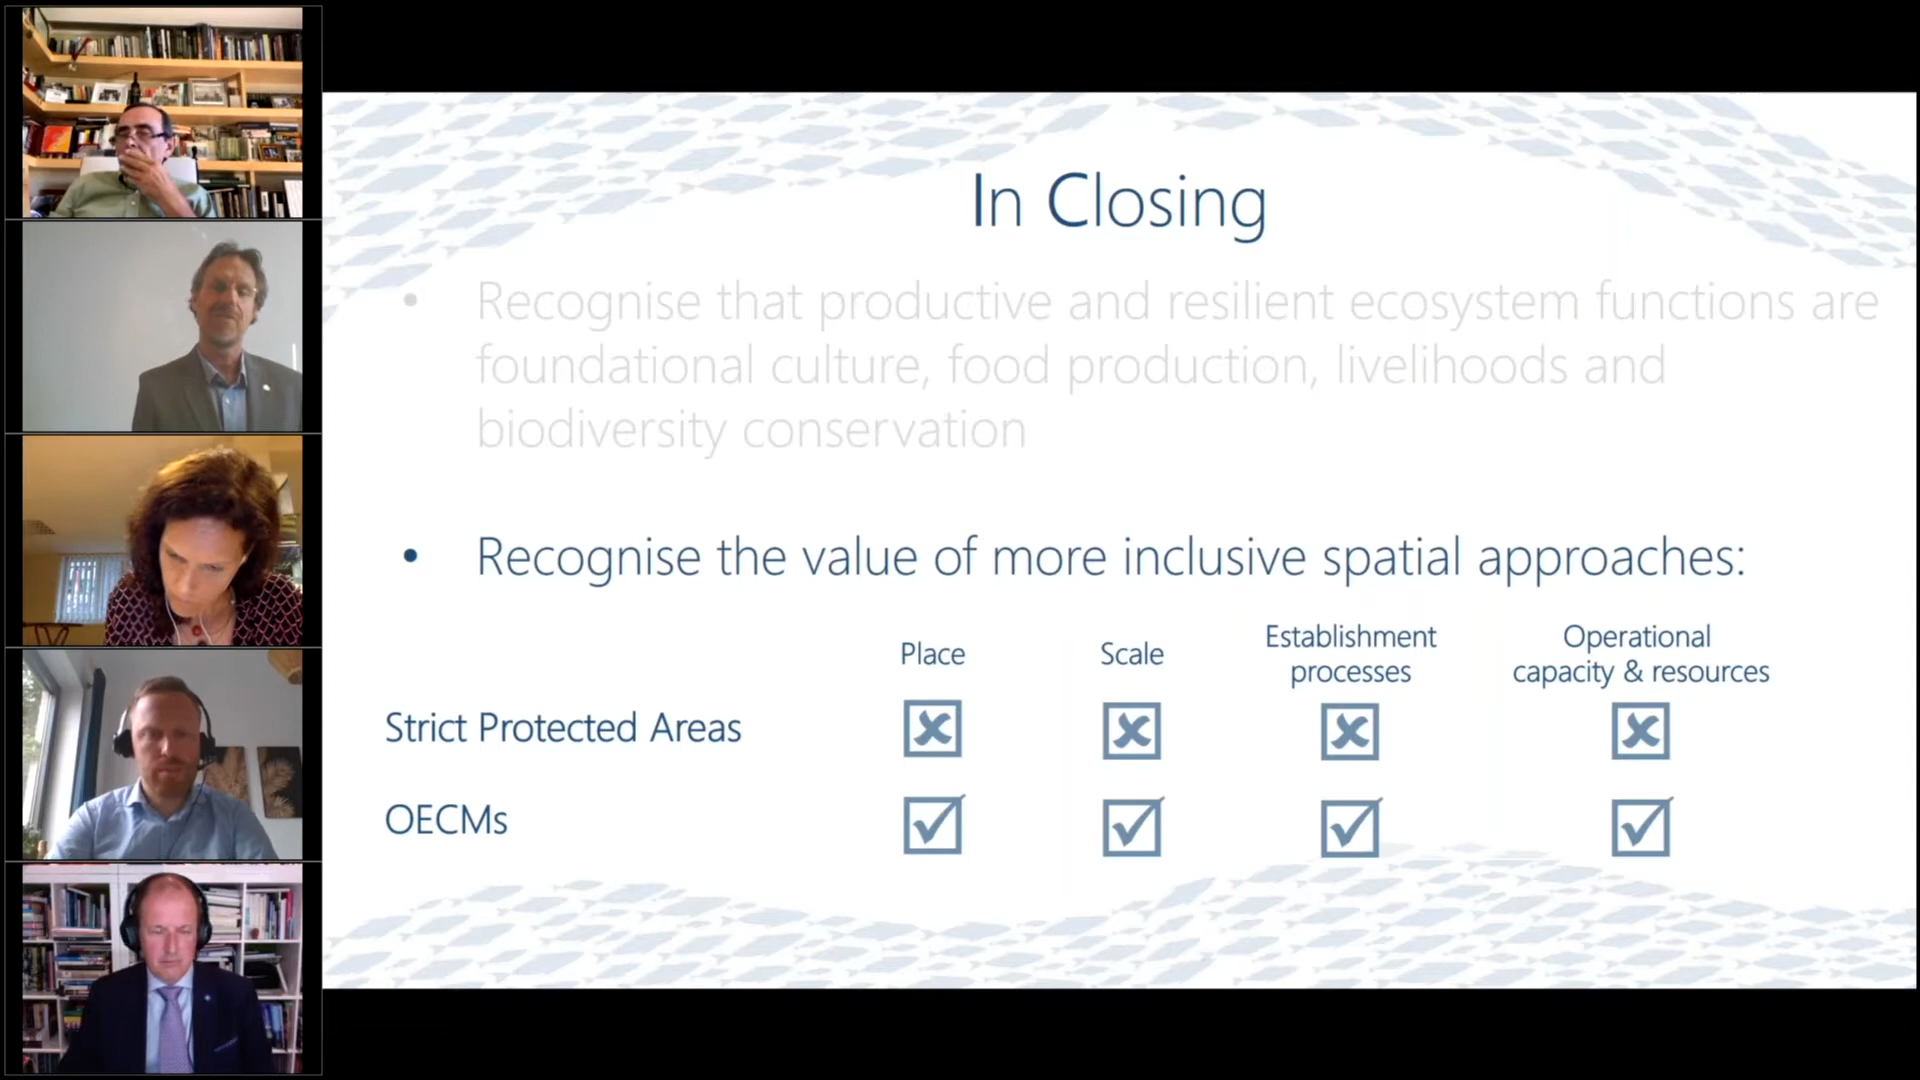 In Closing
• Recognise that productive and resilient ecosystem functions are
foundational culture, food production, livelihoods and
biodiversity conservation
• Recognise the value of more inclusive spatial approaches:
Place
Scale
Establishment
processes
Operational
capacity & resources
Strict Protected Areas
OECMs